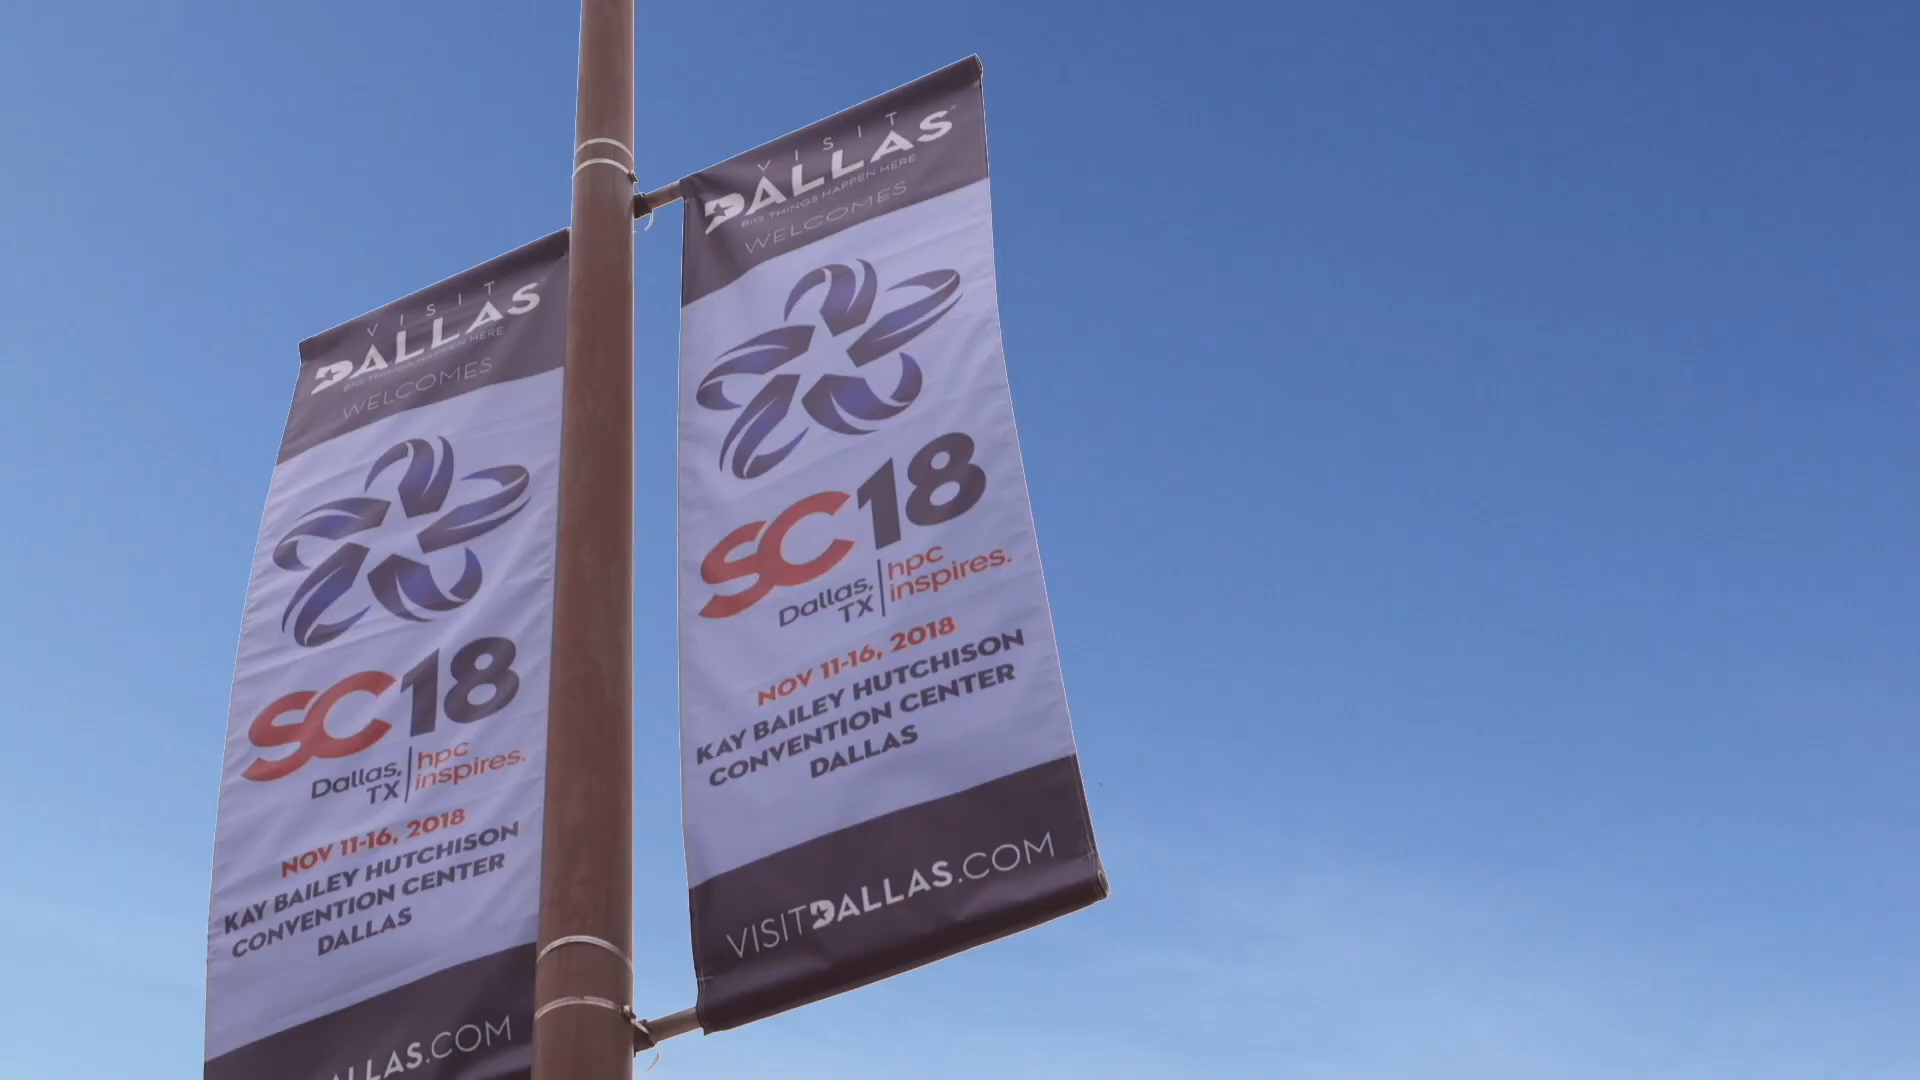 VISIT
DALLAS
BIG THINGS HAPPEN HERE
WELCOMES
SC18
Dallas, TX | hpc inspires.
NOV 11-16, 2018
KAY BAILEY HUTCHISON
CONVENTION CENTER
DALLAS
ALLAS.COM
VISIT
DALLAS
BIG THINGS HAPPEN HERE
WELCOMES
SC18
Dallas, TX | hpc inspires.
NOV 11-16, 2018
KAY BAILEY HUTCHISON
CONVENTION CENTER
DALLAS
VISITDALLAS.COM